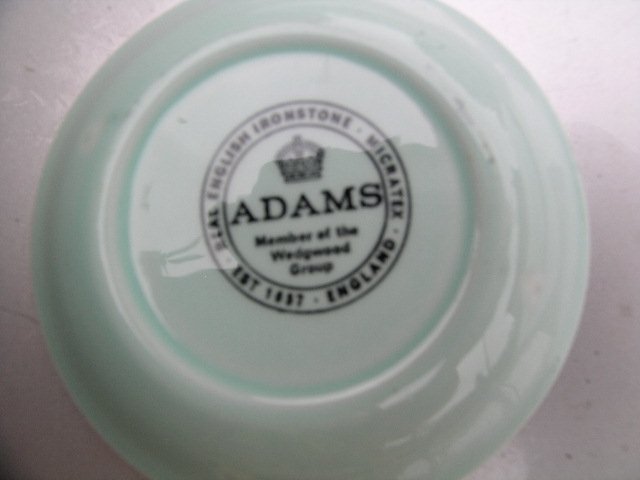 REAL ENGLISH IRONSTONE · MICRATEX
ADAMS
Member of the
Wedgwood
Group
EST 1657 · ENGLAND